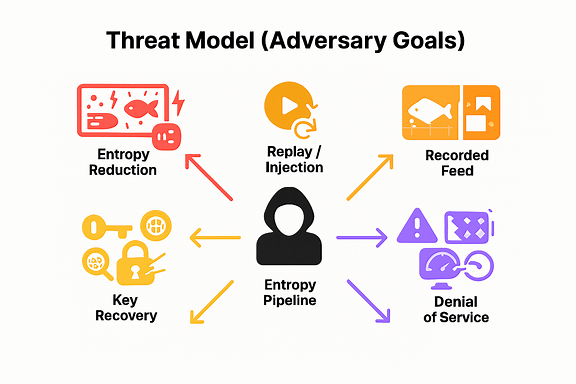 Threat Model (Adversary Goals)
Entropy
Reduction
Replay /
Injection
Recorded
Feed
Key
Recovery
Entropy
Pipeline
Denial
of Service